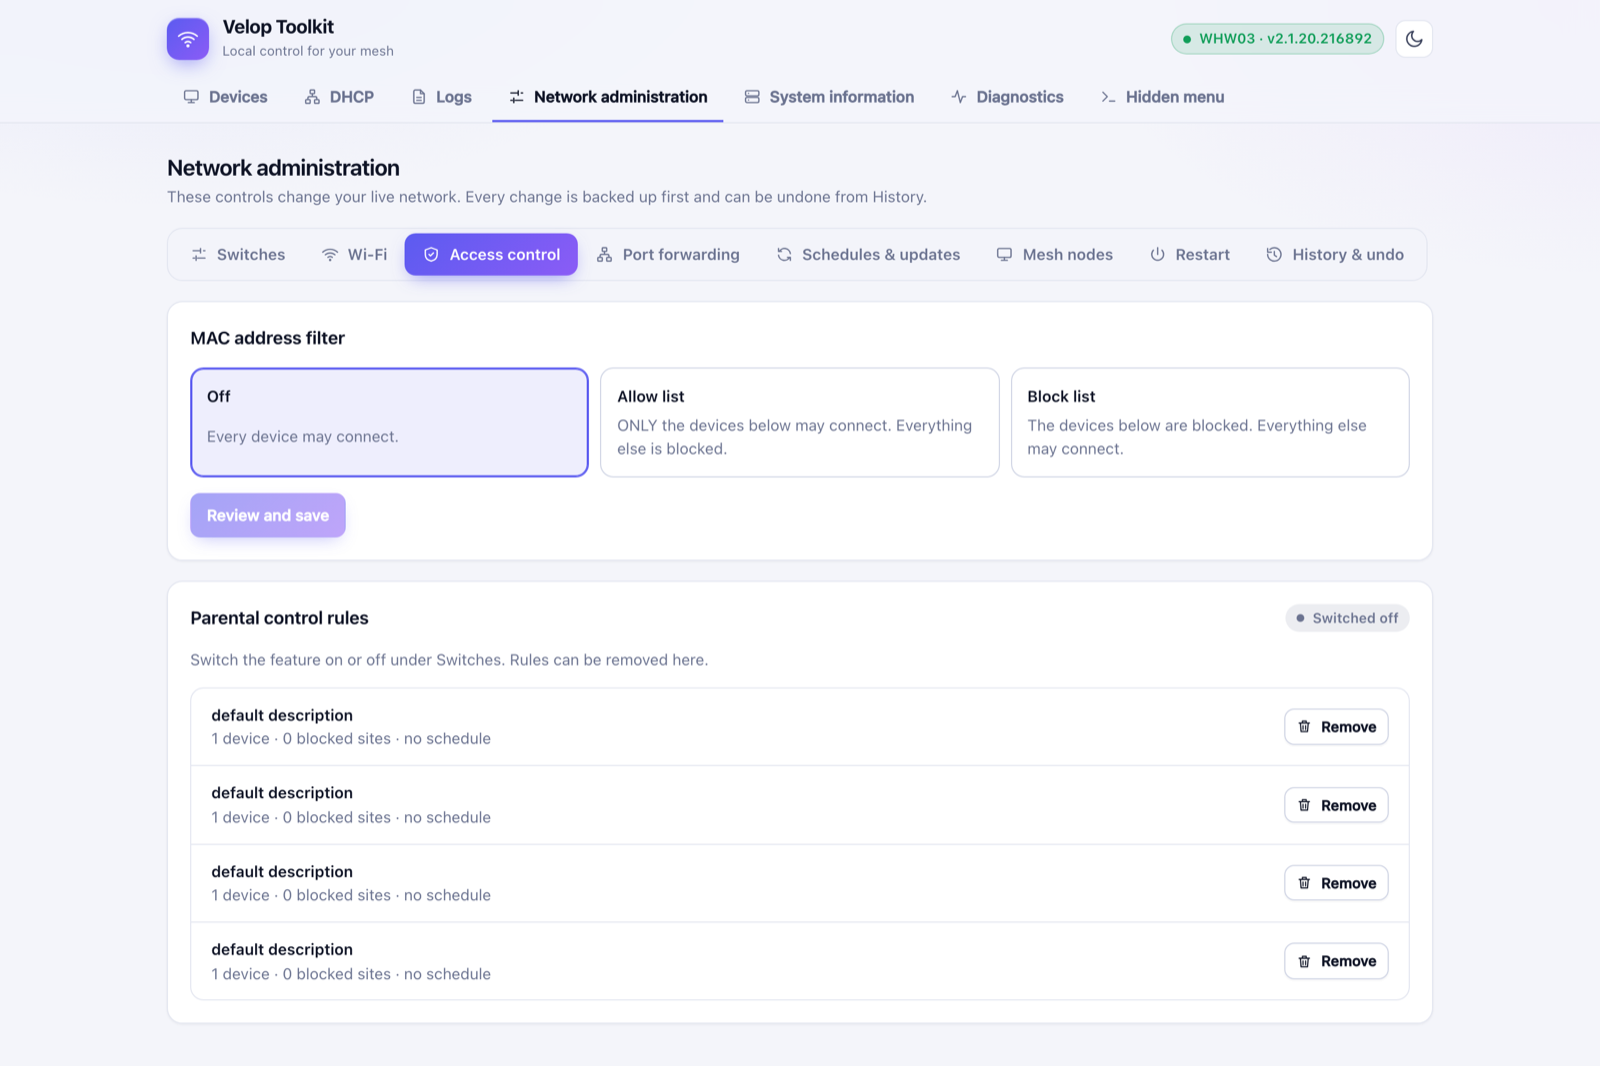 Velop Toolkit
Local control for your mesh
WHW03 · v2.1.20.216892
Devices
DHCP
Logs
Network administration
System information
Diagnostics
Hidden menu
Network administration
These controls change your live network. Every change is backed up first and can be undone from History.
Switches
Wi-Fi
Access control
Port forwarding
Schedules & updates
Mesh nodes
Restart
History & undo
MAC address filter
Off
Every device may connect.
Allow list
ONLY the devices below may connect. Everything
else is blocked.
Block list
The devices below are blocked. Everything else
may connect.
Review and save
Parental control rules
Switched off
Switch the feature on or off under Switches. Rules can be removed here.
default description
1 device · 0 blocked sites · no schedule
Remove
default description
1 device · 0 blocked sites · no schedule
Remove
default description
1 device · 0 blocked sites · no schedule
Remove
default description
1 device · 0 blocked sites · no schedule
Remove